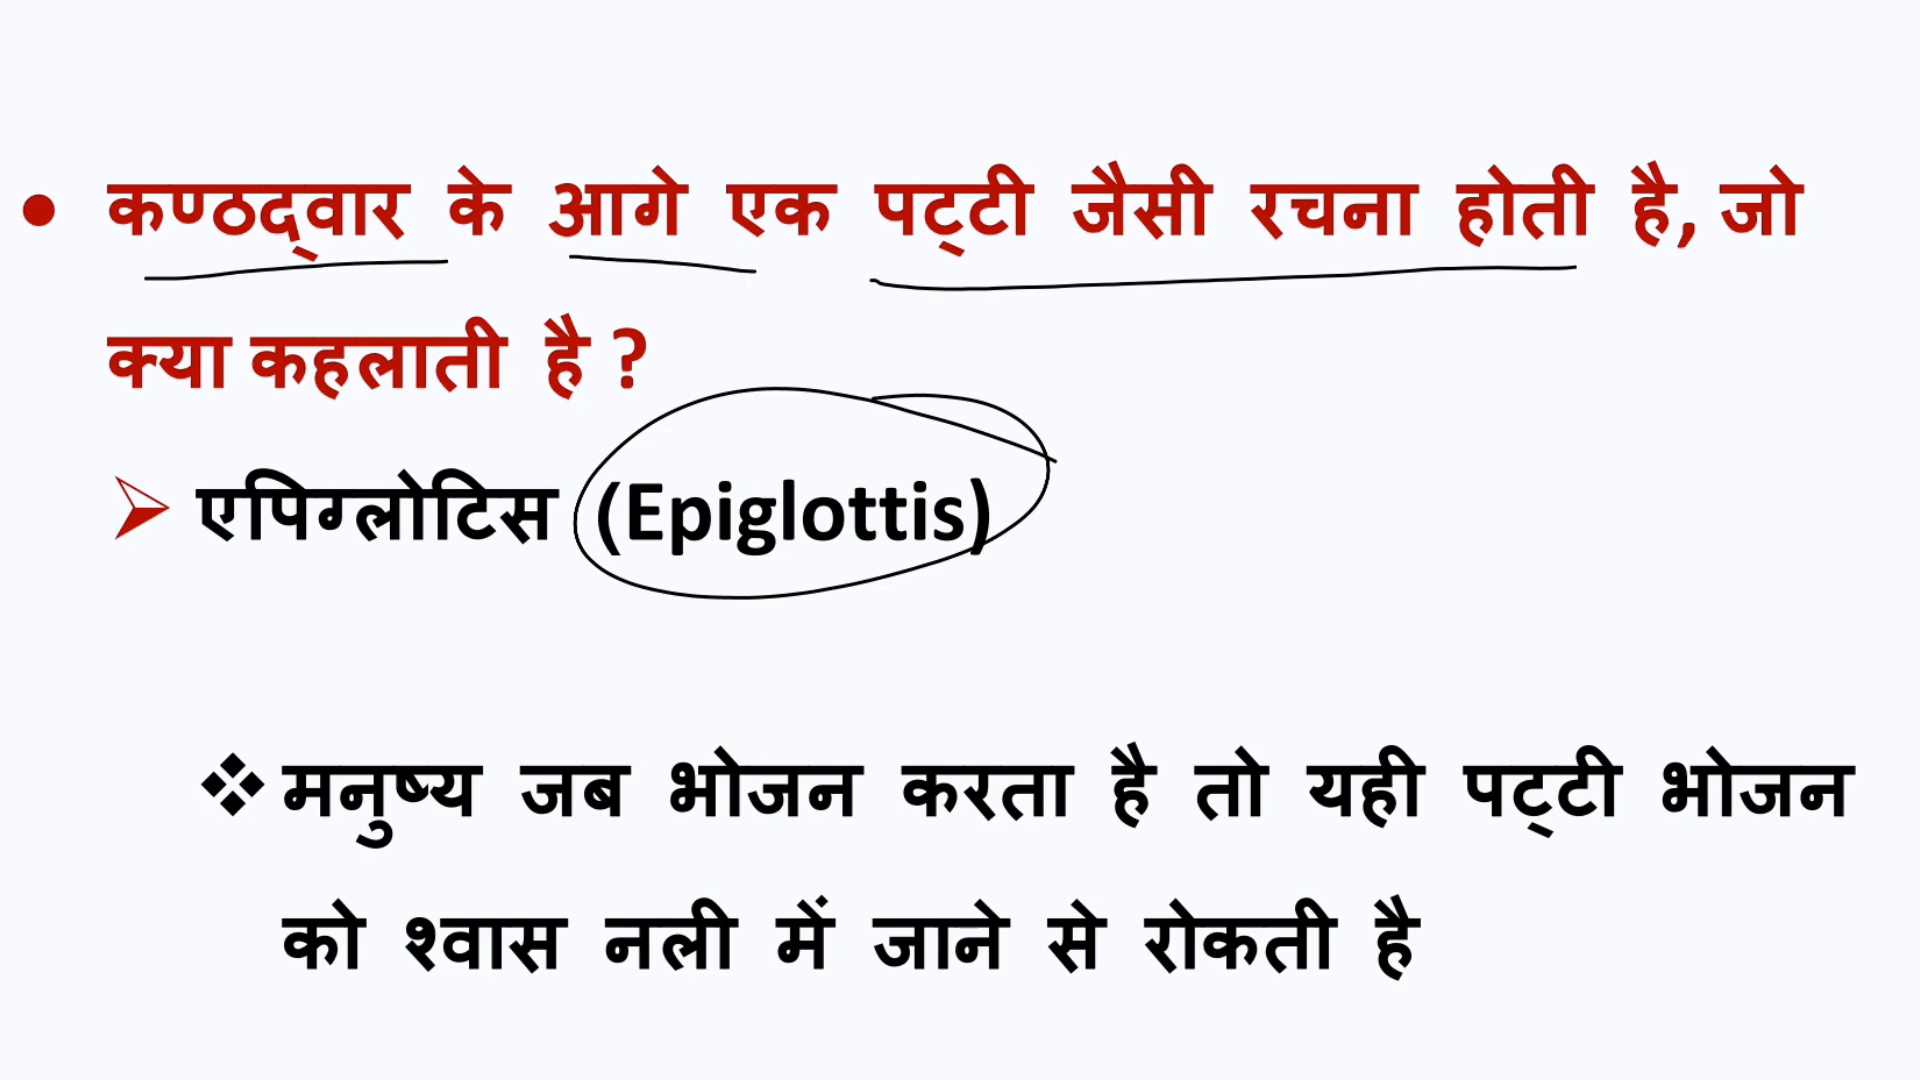 कण्ठद्वार के आगे एक पट्टी जैसी रचना होती है, जो
क्या कहलाती है ?
एपिग्लोटिस (Epiglottis)
मनुष्य जब भोजन करता है तो यही पट्टी भोजन
को श्वास नली में जाने से रोकती है